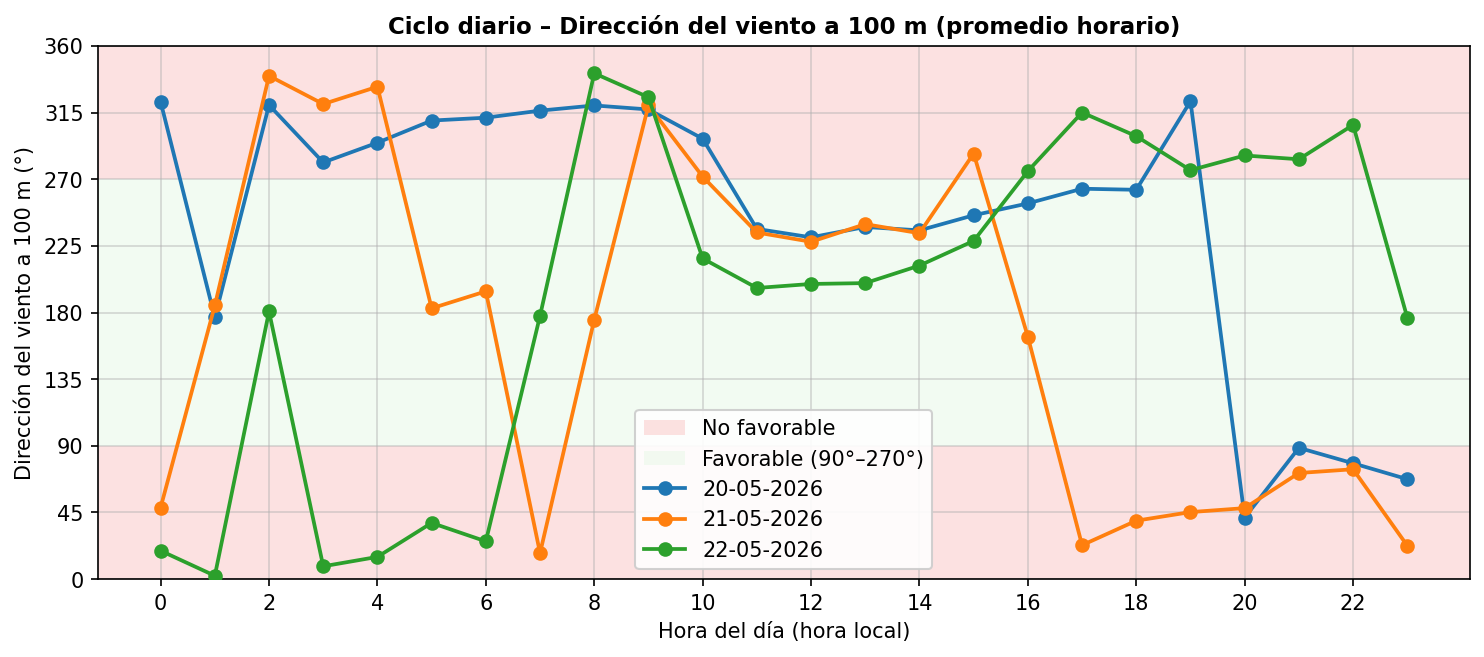 Ciclo diario – Dirección del viento a 100 m (promedio horario)
Dirección del viento a 100 m (°)
360
315
270
225
180
135
90
45
0
No favorable
Favorable (90°–270°)
20-05-2026
21-05-2026
22-05-2026
0 2 4 6 8 10 12 14 16 18 20 22
Hora del día (hora local)